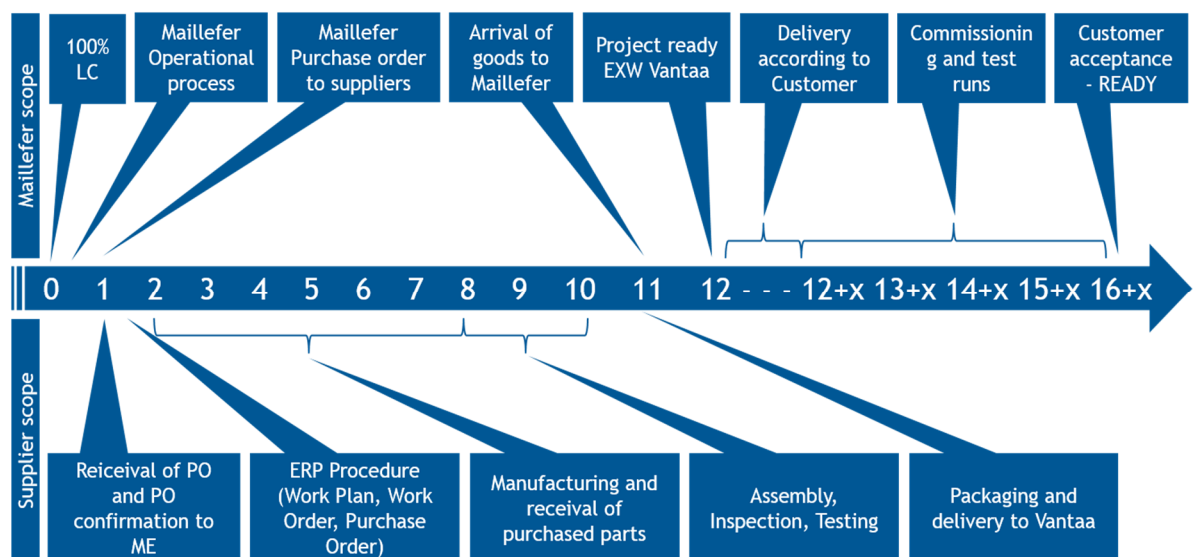 Maillefer scope
100%
LC
Maillefer
Operational
process
Maillefer
Purchase order
to suppliers
Arrival of
goods to
Maillefer
Project ready
EXW Vantaa
Delivery
according to
Customer
Commissionin
g and test
runs
Customer
acceptance
- READY
0 1 2 3 4 5 6 7 8 9 10 11 12 - - - 12+x 13+x 14+x 15+x 16+x
Supplier scope
Reiceival of PO
and PO
confirmation to
ME
ERP Procedure
(Work Plan, Work
Order, Purchase
Order)
Manufacturing and
receival of
purchased parts
Assembly,
Inspection, Testing
Packaging and
delivery to Vantaa